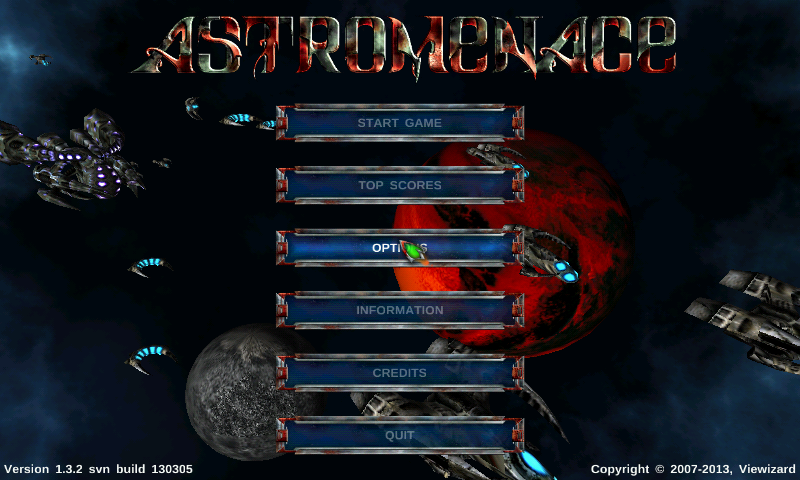 ASTROMENACE
START GAME
TOP SCORES
INFORMATION
CREDITS
QUIT
Version 1.3.2 svn build 130305
Copyright © 2007-2013, Viewizard